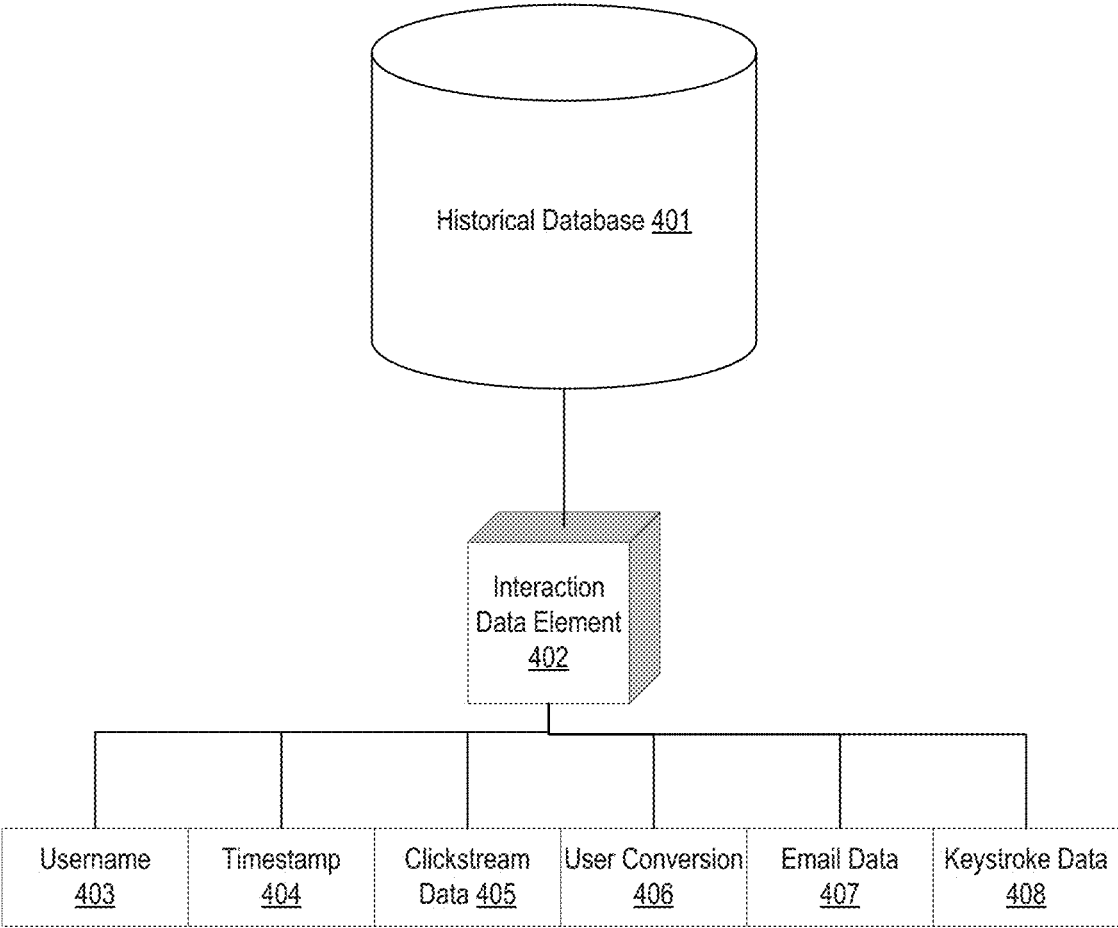 Historical Database 401
Interaction
Data Element
402
Username
403
Timestamp
404
Clickstream
Data 405
User Conversion
406
Email Data
407
Keystroke Data
408